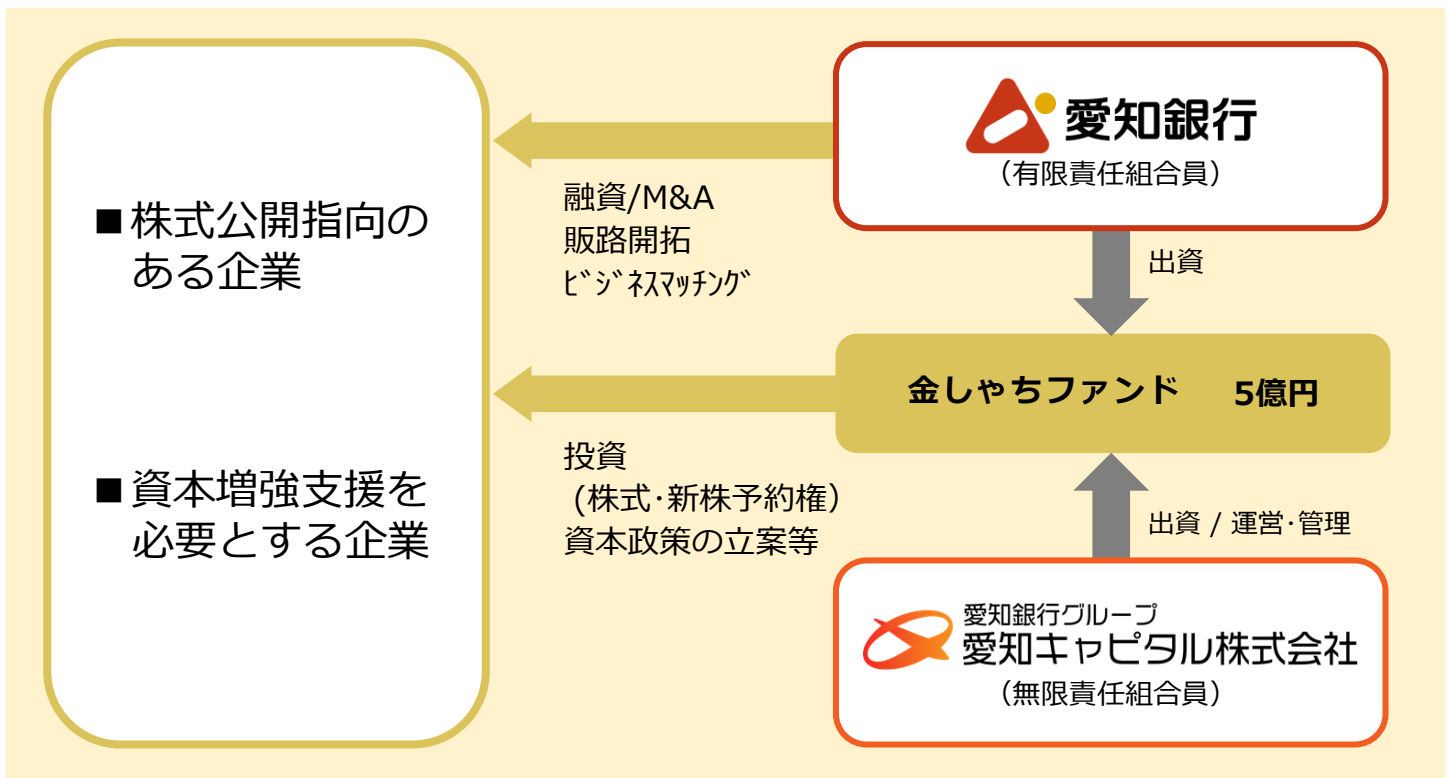 ■株式公開指向の
ある企業
■資本増強支援を
必要とする企業
融資/M&A
販路開拓
ﾋﾞｼﾞﾈｽﾏｯﾁﾝｸﾞ
投資
(株式･新株予約権）
資本政策の立案等
愛知銀行
（有限責任組合員）
出資
金しゃちファンド 5億円
出資 / 運営･管理
愛知銀行グループ
愛知キャピタル株式会社
（無限責任組合員）